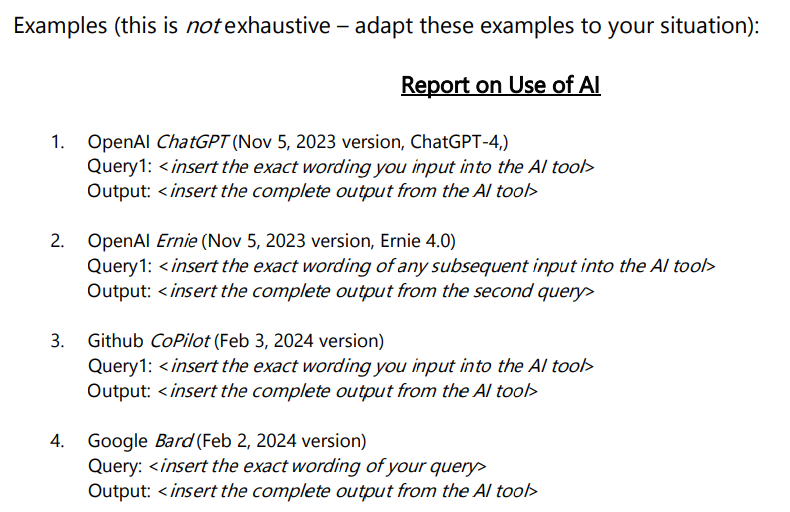 Examples (this is not exhaustive – adapt these examples to your situation):
Report on Use of AI
1. OpenAI ChatGPT (Nov 5, 2023 version, ChatGPT-4,)
Query1: <insert the exact wording you input into the AI tool>
Output: <insert the complete output from the AI tool>
2. OpenAI Ernie (Nov 5, 2023 version, Ernie 4.0)
Query1: <insert the exact wording of any subsequent input into the AI tool>
Output: <insert the complete output from the second query>
3. Github CoPilot (Feb 3, 2024 version)
Query1: <insert the exact wording you input into the AI tool>
Output: <insert the complete output from the AI tool>
4. Google Bard (Feb 2, 2024 version)
Query: <insert the exact wording of your query>
Output: <insert the complete output from the AI tool>